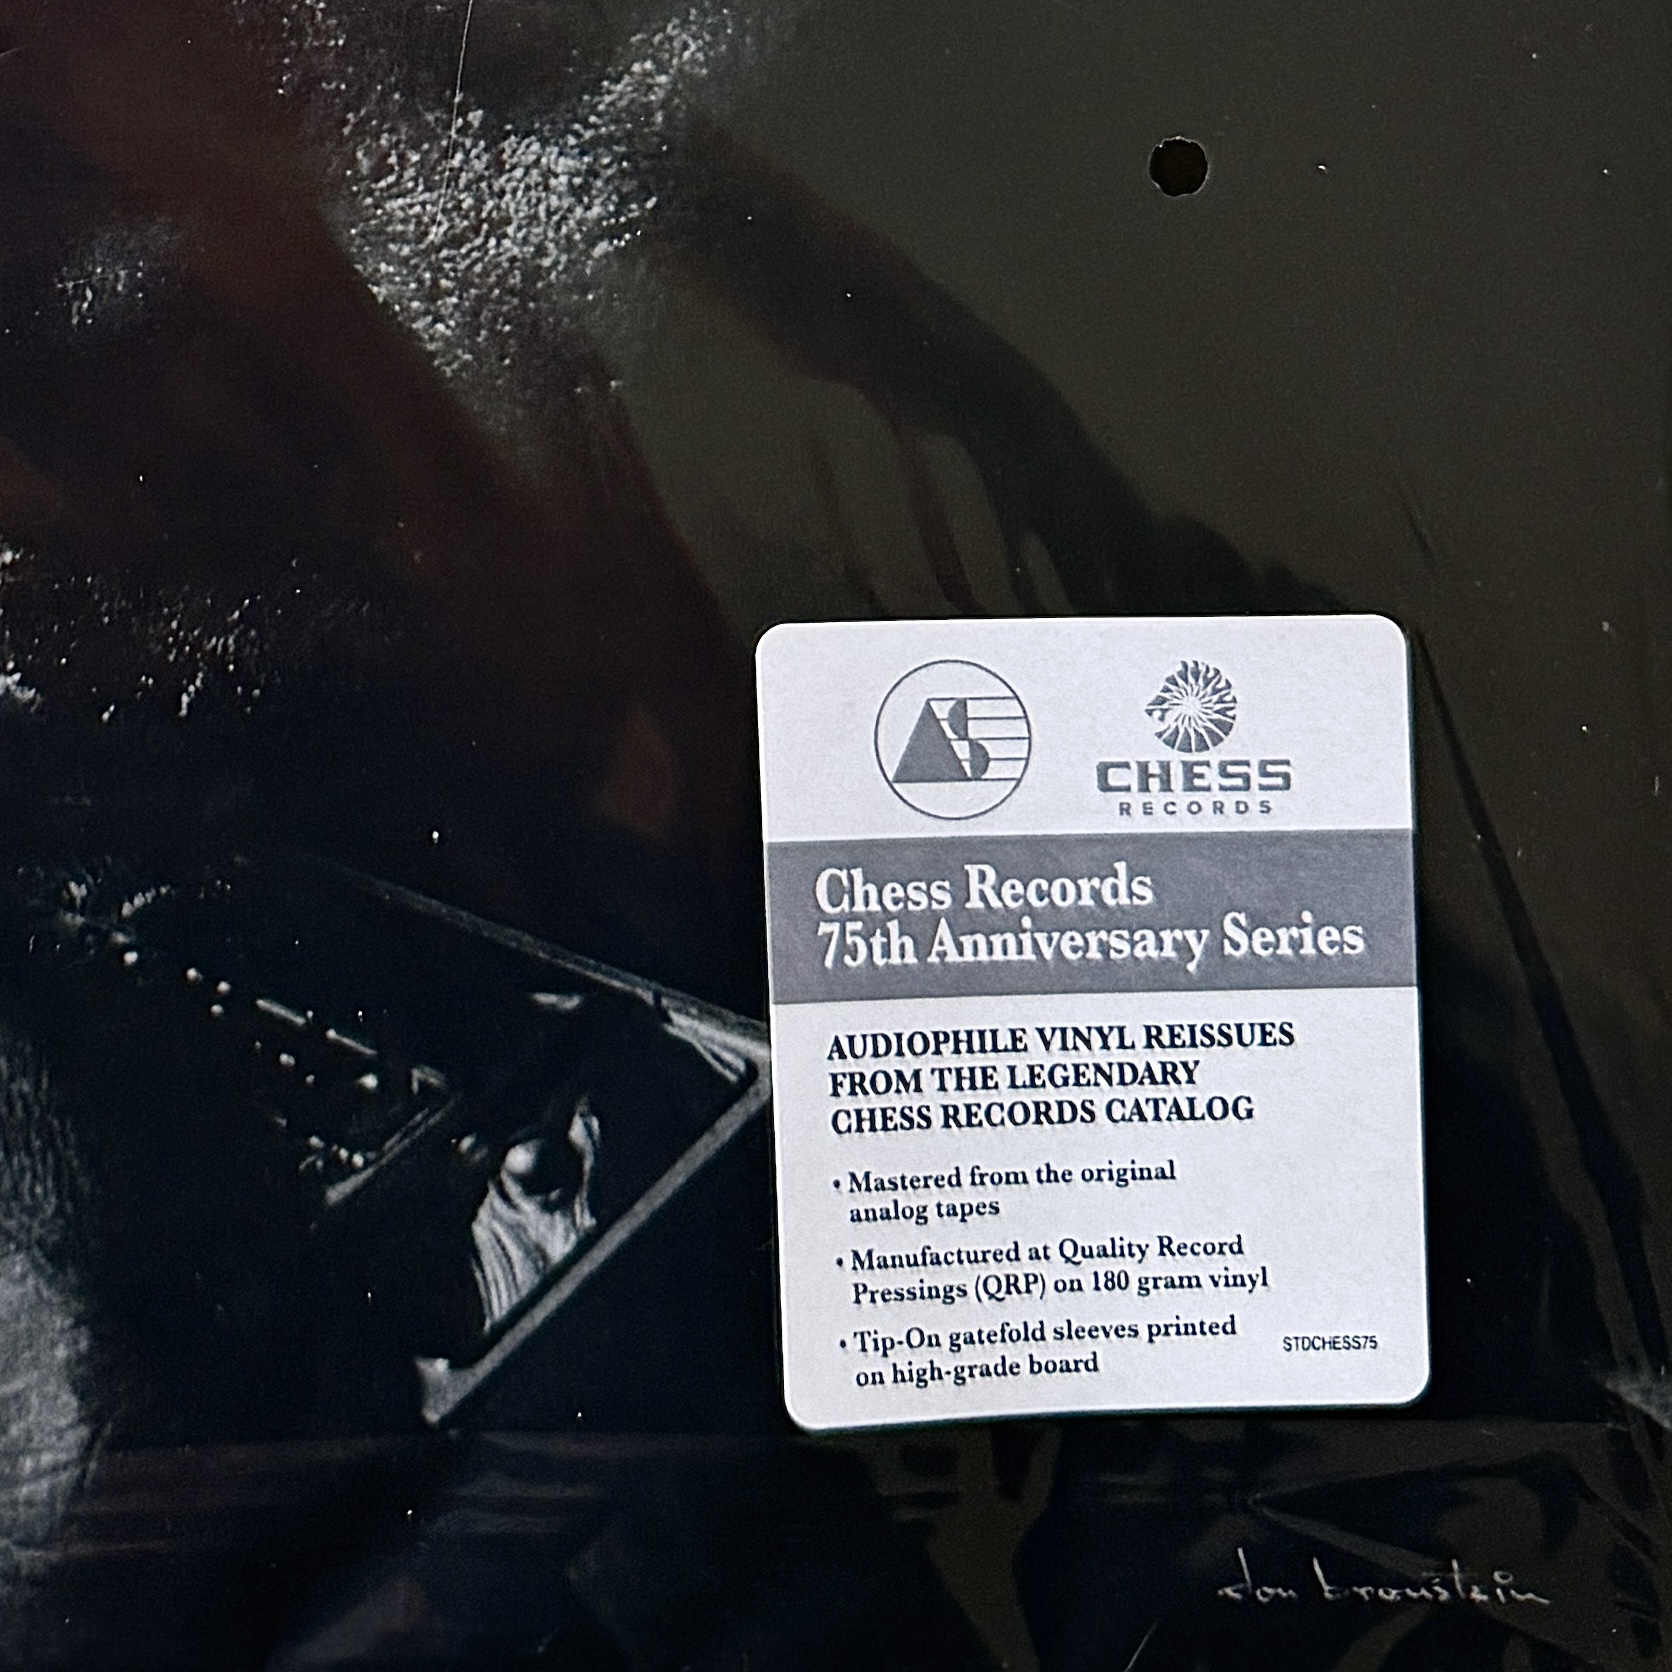 AS
CHESS
RECORDS
Chess Records
75th Anniversary Series
AUDIOPHILE VINYL REISSUES
FROM THE LEGENDARY
CHESS RECORDS CATALOG
• Mastered from the original
analog tapes
• Manufactured at Quality Record
Pressings (QRP) on 180 gram vinyl
• Tip-On gatefold sleeves printed
on high-grade board
STDCHESS75
don bronstein